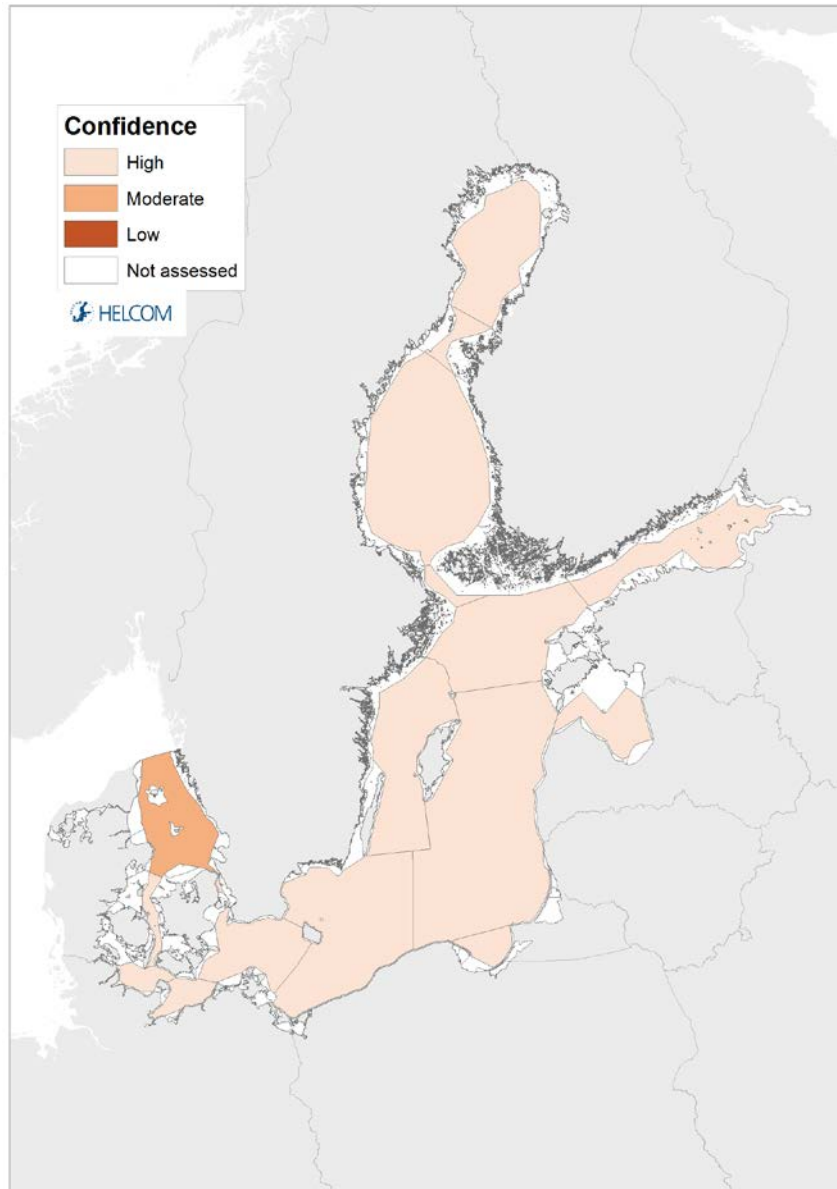 Confidence
High
Moderate
Low
Not assessed
HELCOM